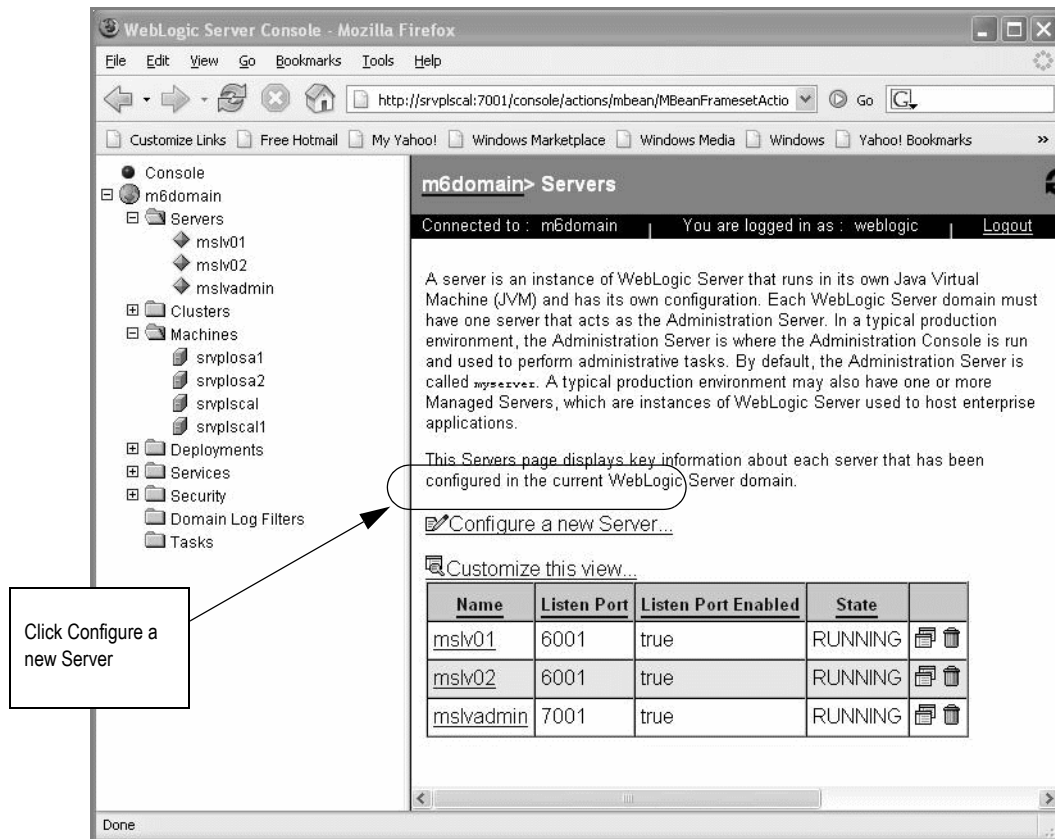 WebLogic Server Console - Mozilla Firefox
File Edit View Go Bookmarks Tools Help
http://srvplscal:7001/console/actions/mbean/MBeanFramesetActio Go G
Customize Links Free Hotmail My Yahoo! Windows Marketplace Windows Media Windows Yahoo! Bookmarks »
Console
m6domain
Servers
mslv01
mslv02
mslvadmin
Clusters
Machines
srvplosa1
srvplosa2
srvplscal
srvplscal1
Deployments
Services
Security
Domain Log Filters
Tasks
m6domain> Servers
Connected to : m6domain | You are logged in as : weblogic | Logout
A server is an instance of WebLogic Server that runs in its own Java Virtual
Machine (JVM) and has its own configuration. Each WebLogic Server domain must
have one server that acts as the Administration Server. In a typical production
environment, the Administration Server is where the Administration Console is run
and used to perform administrative tasks. By default, the Administration Server is
called myserver. A typical production environment may also have one or more
Managed Servers, which are instances of WebLogic Server used to host enterprise
applications.
This Servers page displays key information about each server that has been
configured in the current WebLogic Server domain.
Configure a new Server...
Customize this view...
Name Listen Port Listen Port Enabled State
mslv01 6001 true RUNNING
mslv02 6001 true RUNNING
mslvadmin 7001 true RUNNING
Click Configure a
new Server
Done